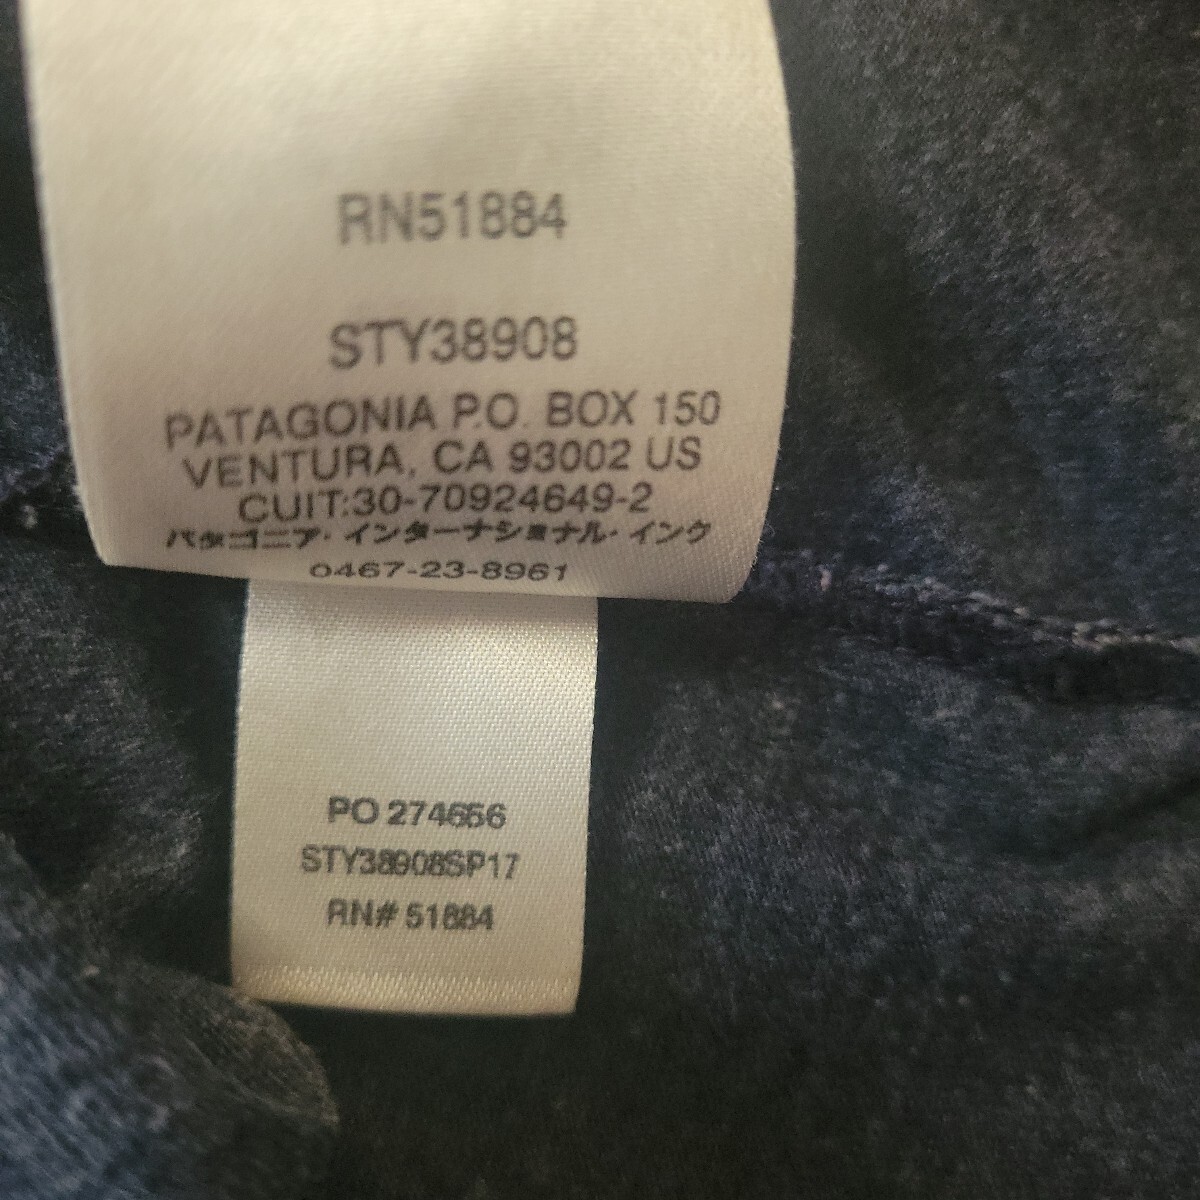 RN51884
STY38908
PATAGONIA P.O. BOX 150
VENTURA, CA 93002 US
CUIT:30-70924649-2
パタゴニア・インターナショナル・インク
0467-23-8961
PO 274656
STY38908SP17
RN# 51884